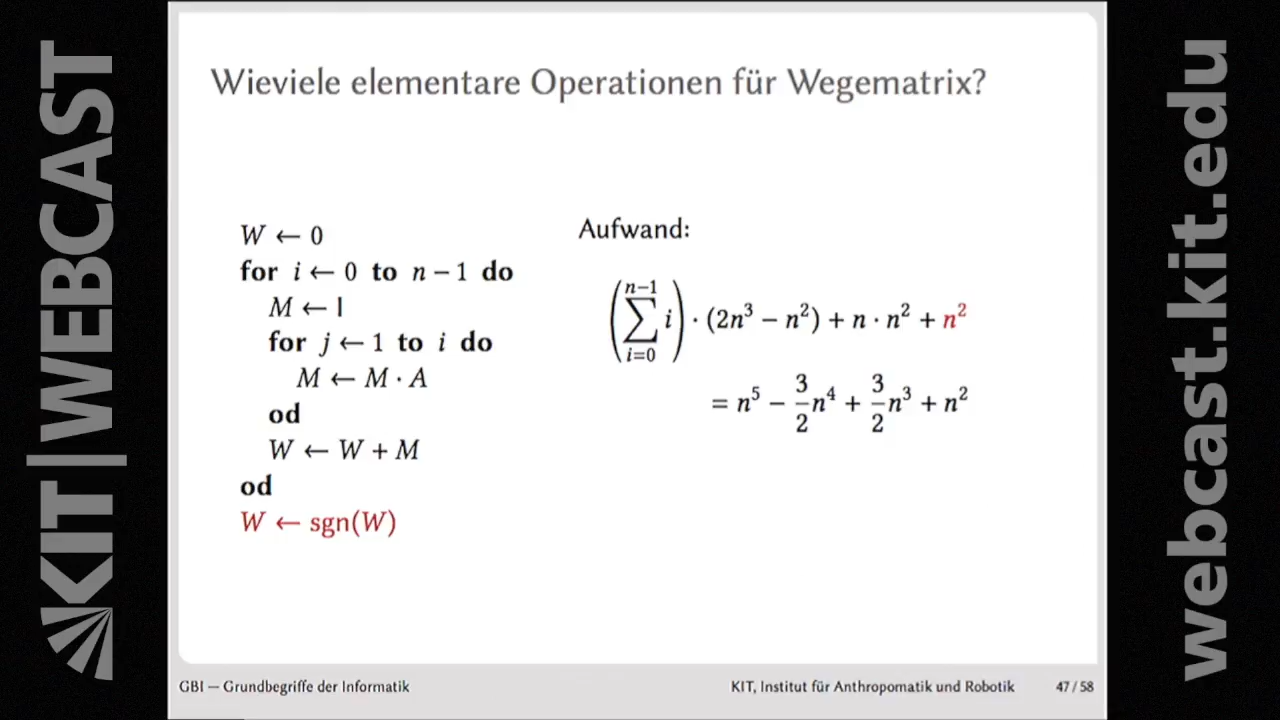 KIT | WEBCAST
Wieviele elementare Operationen für Wegematrix?
W ← 0
for i ← 0 to n − 1 do
M ← I
for j ← 1 to i do
M ← M · A
od
W ← W + M
od
W ← sgn(W)
Aufwand:
(∑_{i=0}^{n−1} i) · (2n³ − n²) + n · n² + n²
= n⁵ − 3/2 n⁴ + 3/2 n³ + n²
GBI — Grundbegriffe der Informatik
KIT, Institut für Anthropomatik und Robotik
47 / 58
webcast.kit.edu